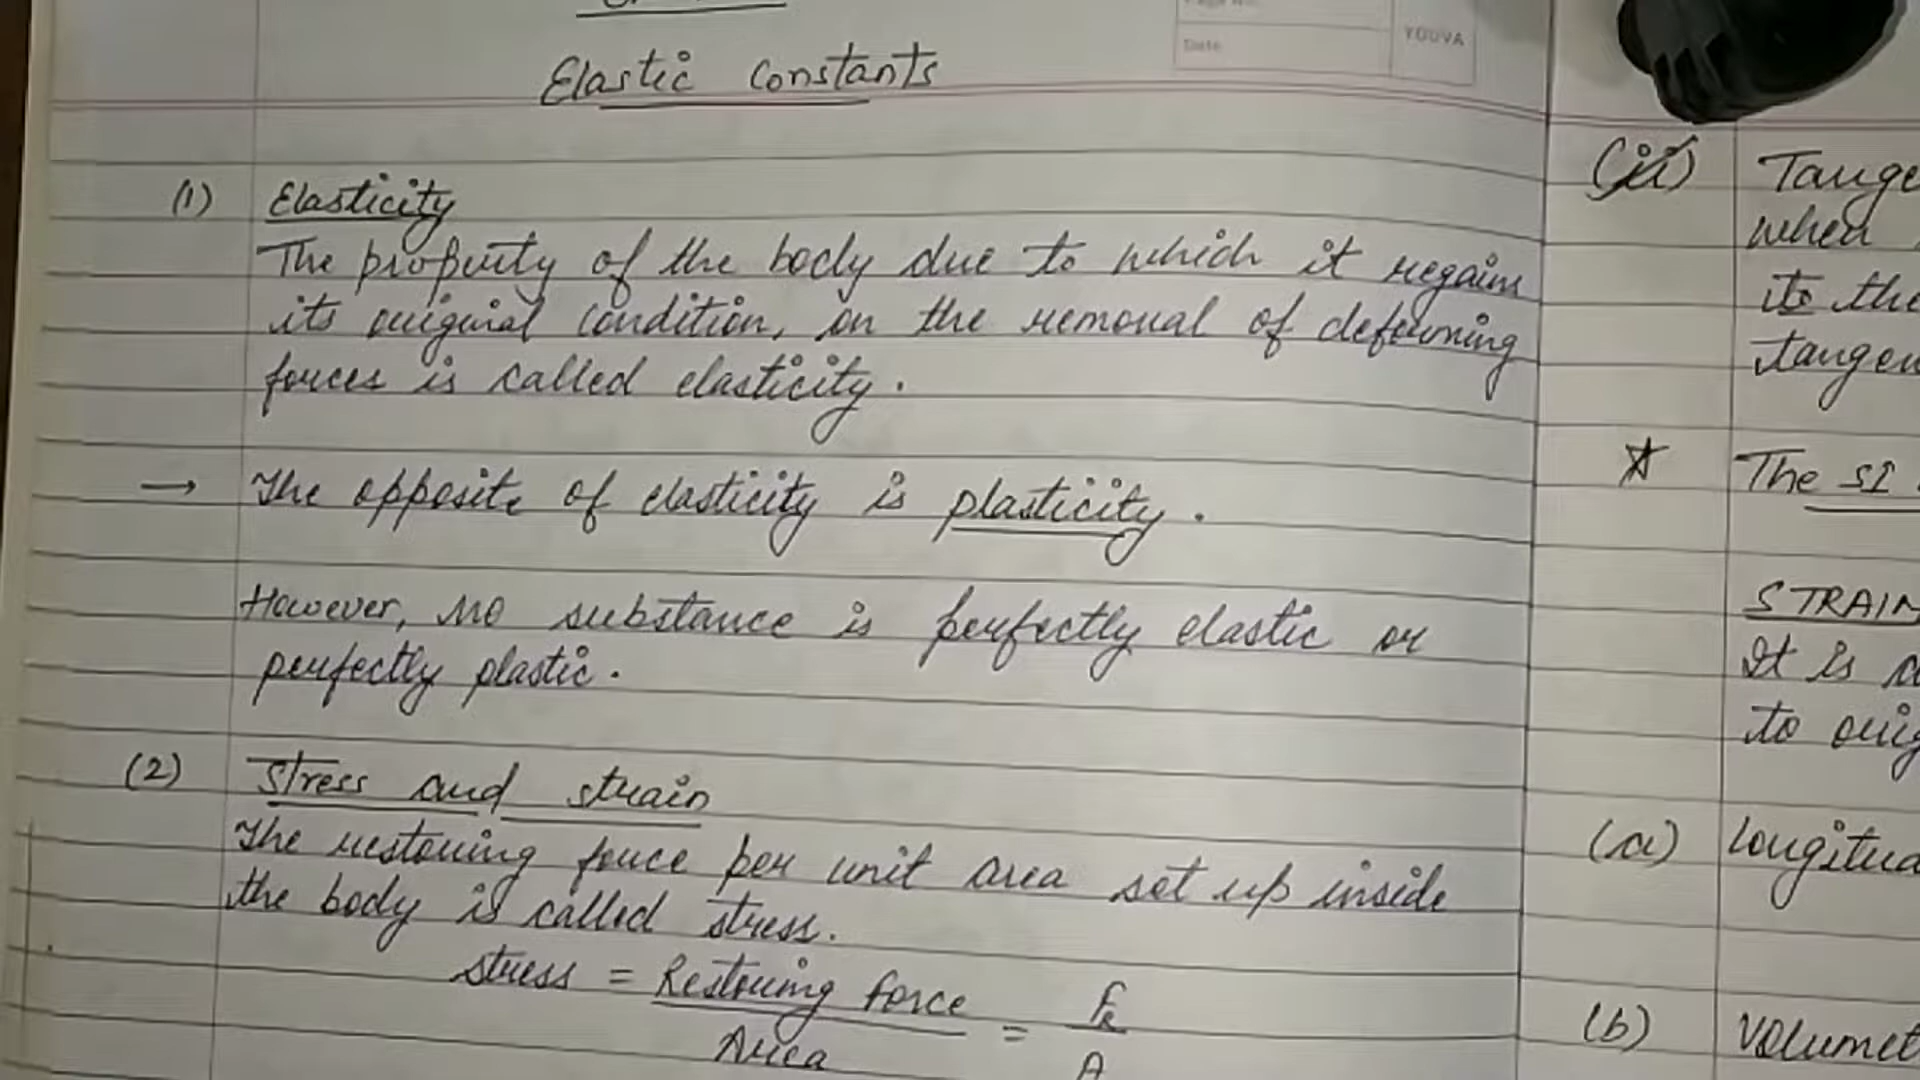 Elastic Constants
Page No.
Date
YOUVA
(1) Elasticity
The property of the body due to which it regains
its original condition, on the removal of deforming
forces is called elasticity.
→ The opposite of elasticity is plasticity.
However, no substance is perfectly elastic or
perfectly plastic.
(2) Stress and strain
The restoring force per unit area set up inside
the body is called stress.
stress = Restoring force = FR
Area A
(ii) Tange
when
its the
tangen
☆ The SI
STRAIN
It is
to orig
(a) longitud
(b) Volumet